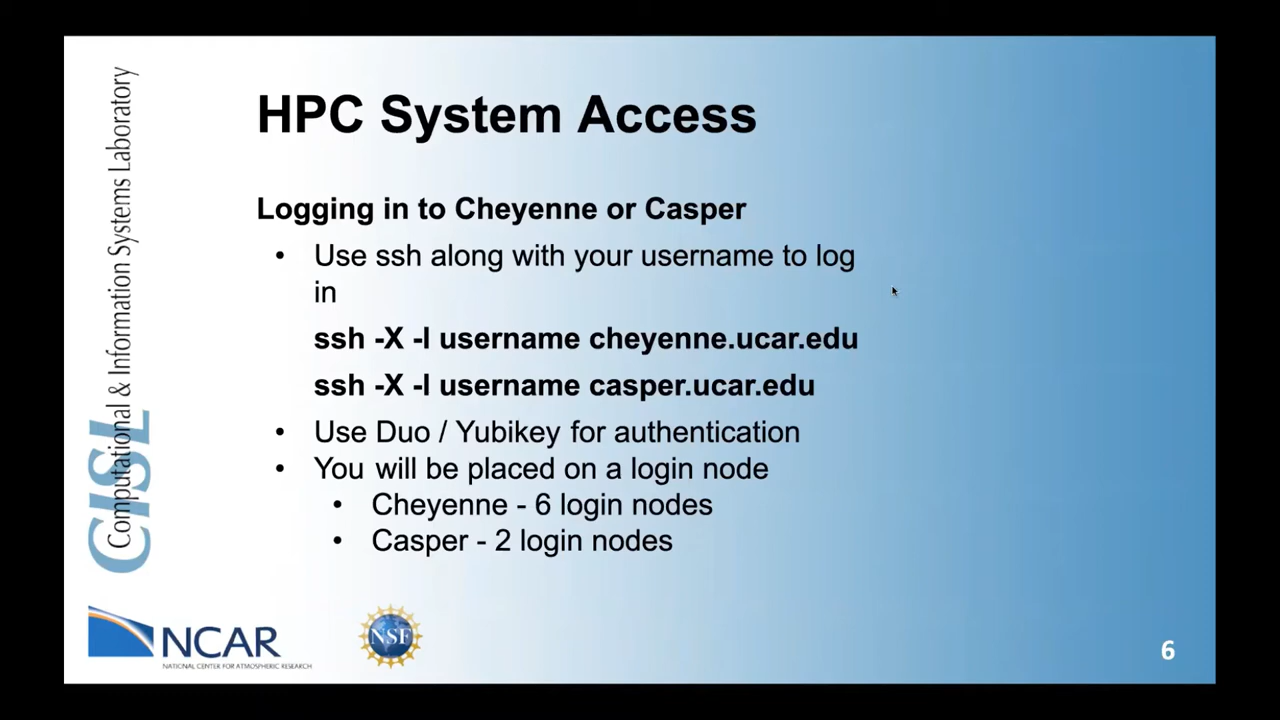 HPC System Access
Logging in to Cheyenne or Casper
• Use ssh along with your username to log
in
ssh -X -l username cheyenne.ucar.edu
ssh -X -l username casper.ucar.edu
• Use Duo / Yubikey for authentication
• You will be placed on a login node
• Cheyenne - 6 login nodes
• Casper - 2 login nodes
CISL
Computational & Information Systems Laboratory
NCAR
NATIONAL CENTER FOR ATMOSPHERIC RESEARCH
NSF
6